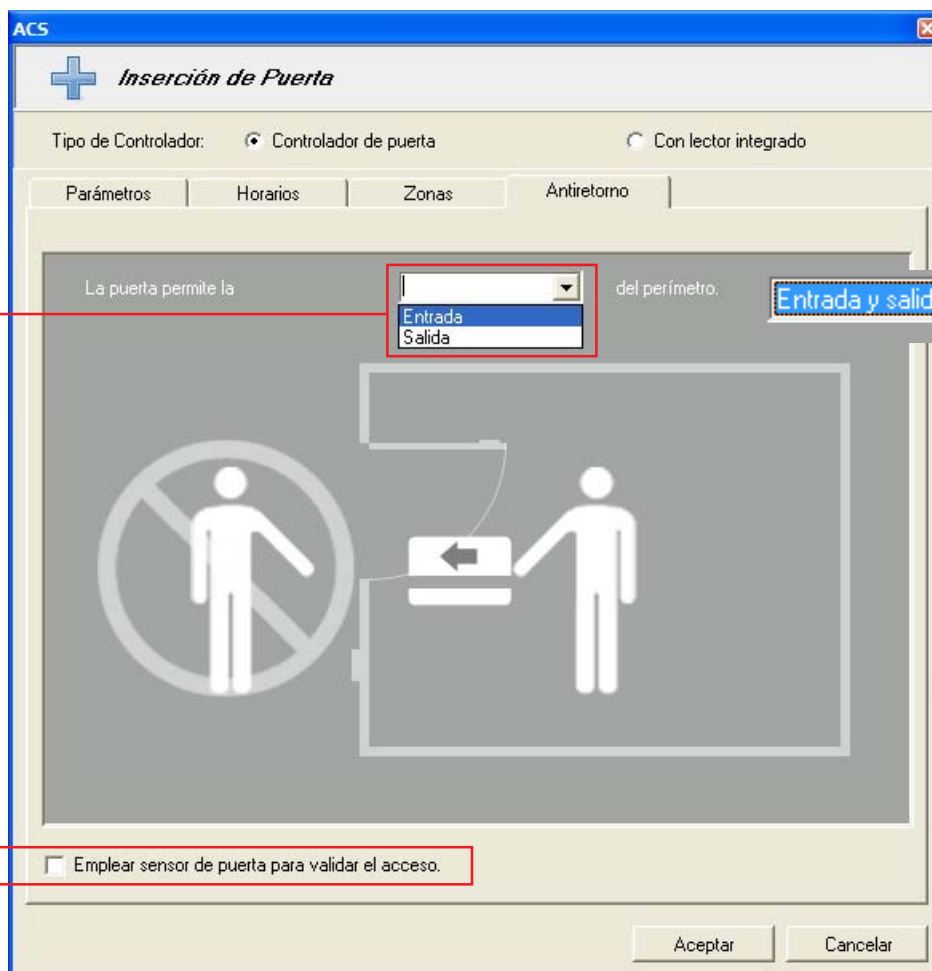 ACS
Inserción de Puerta
Tipo de Controlador: Controlador de puerta Con lector integrado
Parámetros Horarios Zonas Antiretorno
La puerta permite la del perímetro.
Entrada y salid
Entrada
Salida
Emplear sensor de puerta para validar el acceso.
Aceptar Cancelar